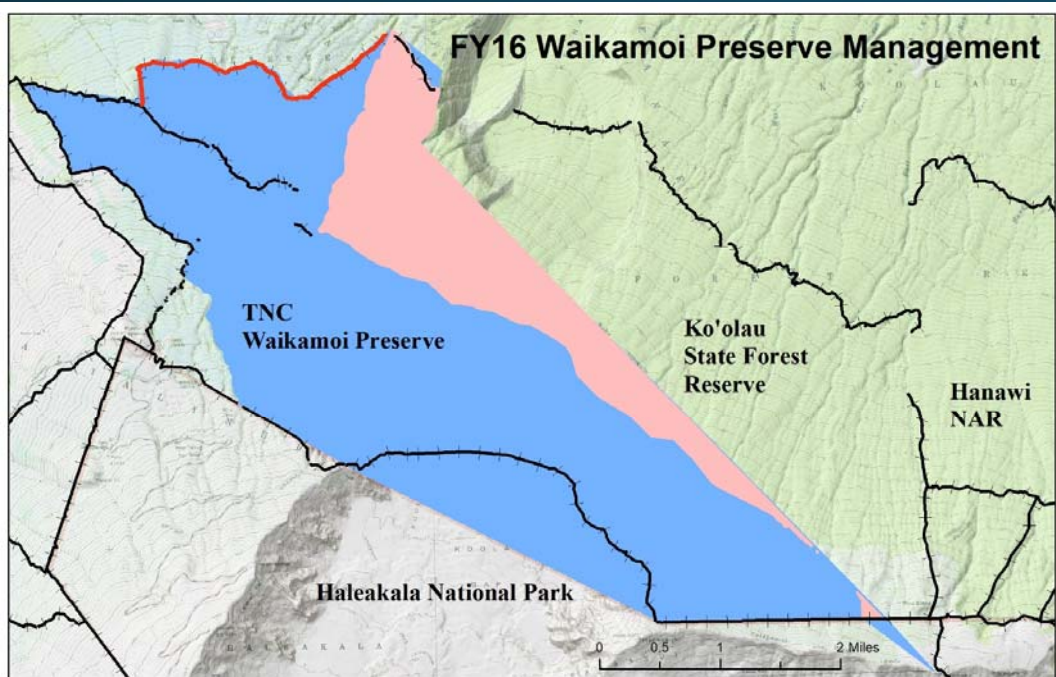 FY16 Waikamoi Preserve Management
K O O L A U
F O R E S T
TNC
Waikamoi Preserve
Ko'olau
State Forest
Reserve
Hanawi
NAR
Haleakala National Park
0 0.5 1 2 Miles